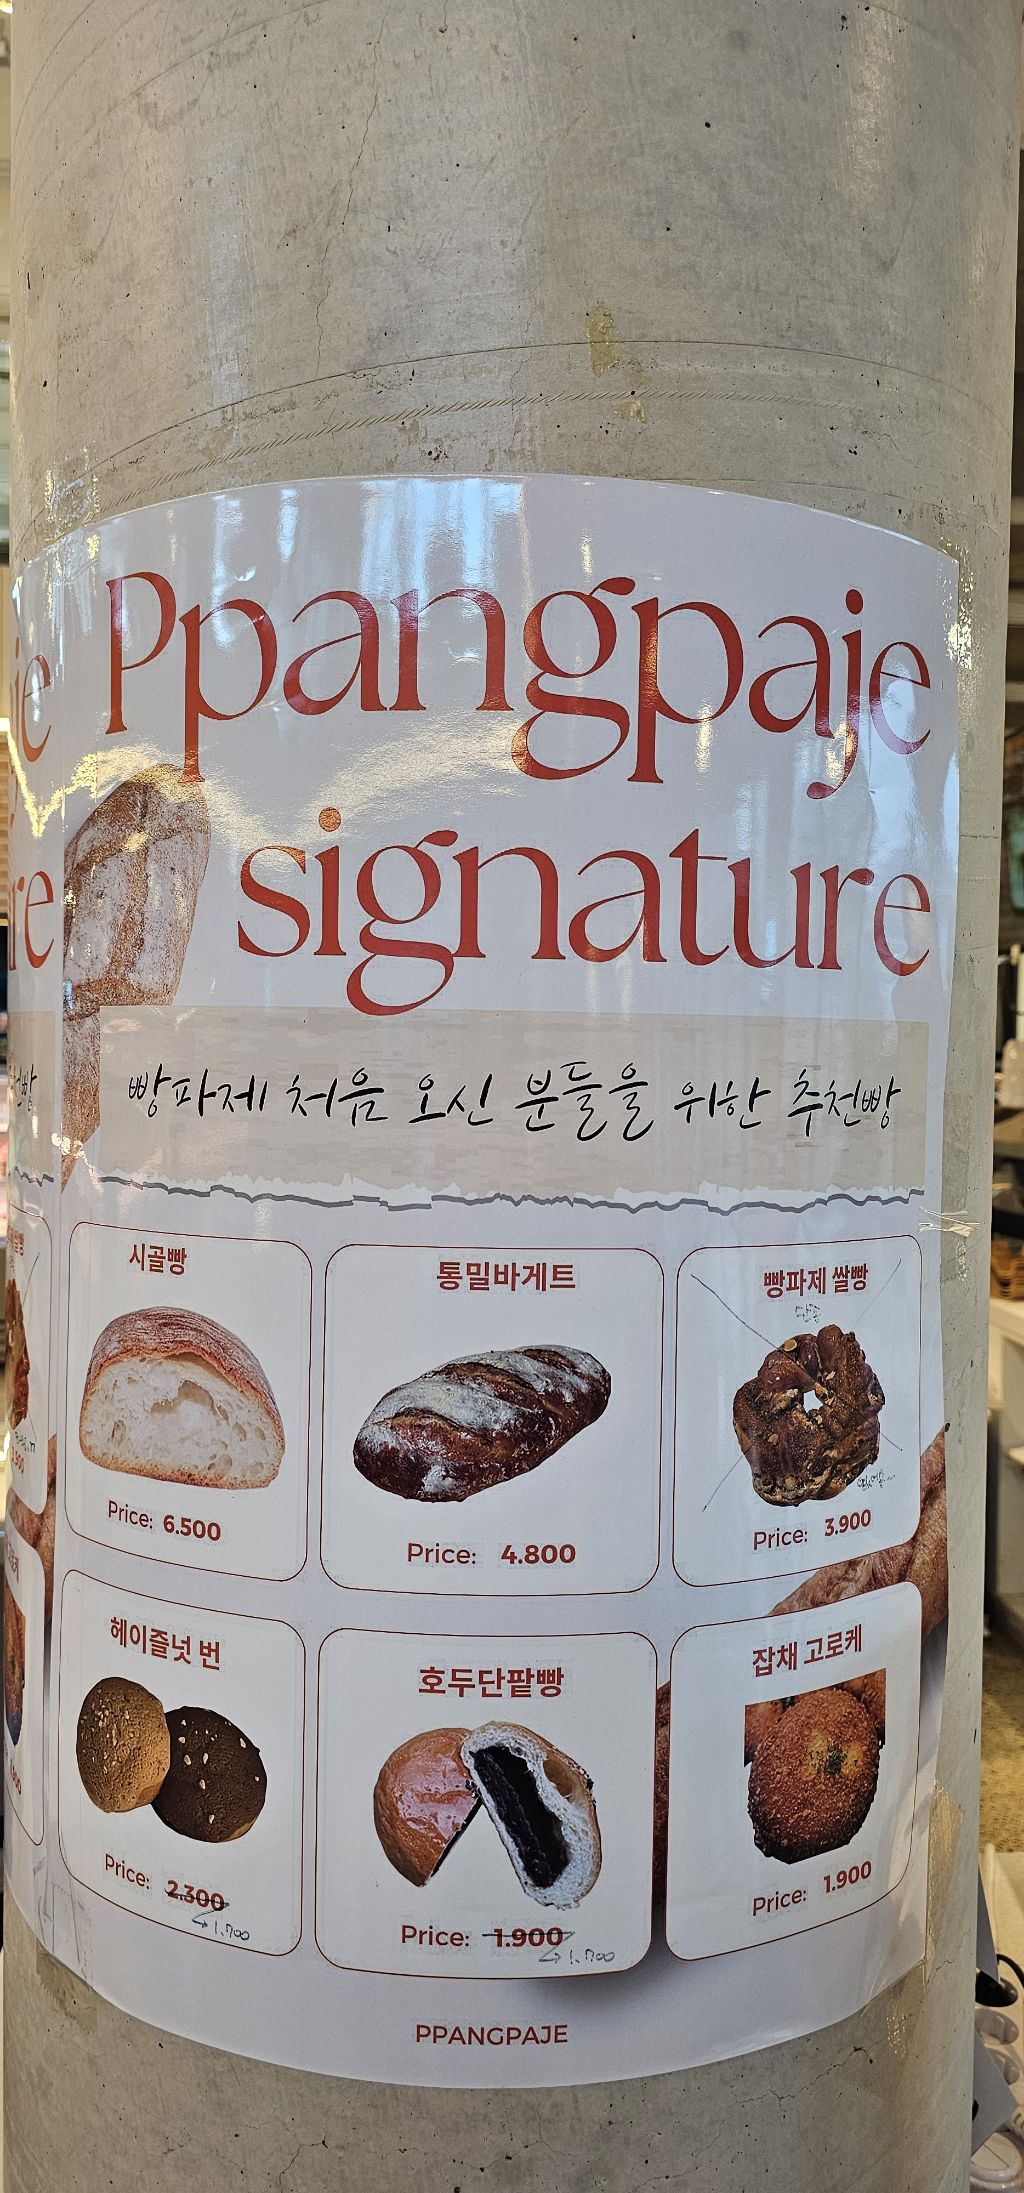 Ppangpaje
signature
빵파제 처음 오신 분들을 위한 추천빵
시골빵
Price: 6.500
통밀바게트
Price: 4.800
빵파제 쌀빵
Price: 3.900
헤이즐넛 번
Price: 2.300
→1.700
호두단팥빵
Price: 1.900
→1.700
잡채 고로케
Price: 1.900
PPANGPAJE
je
re